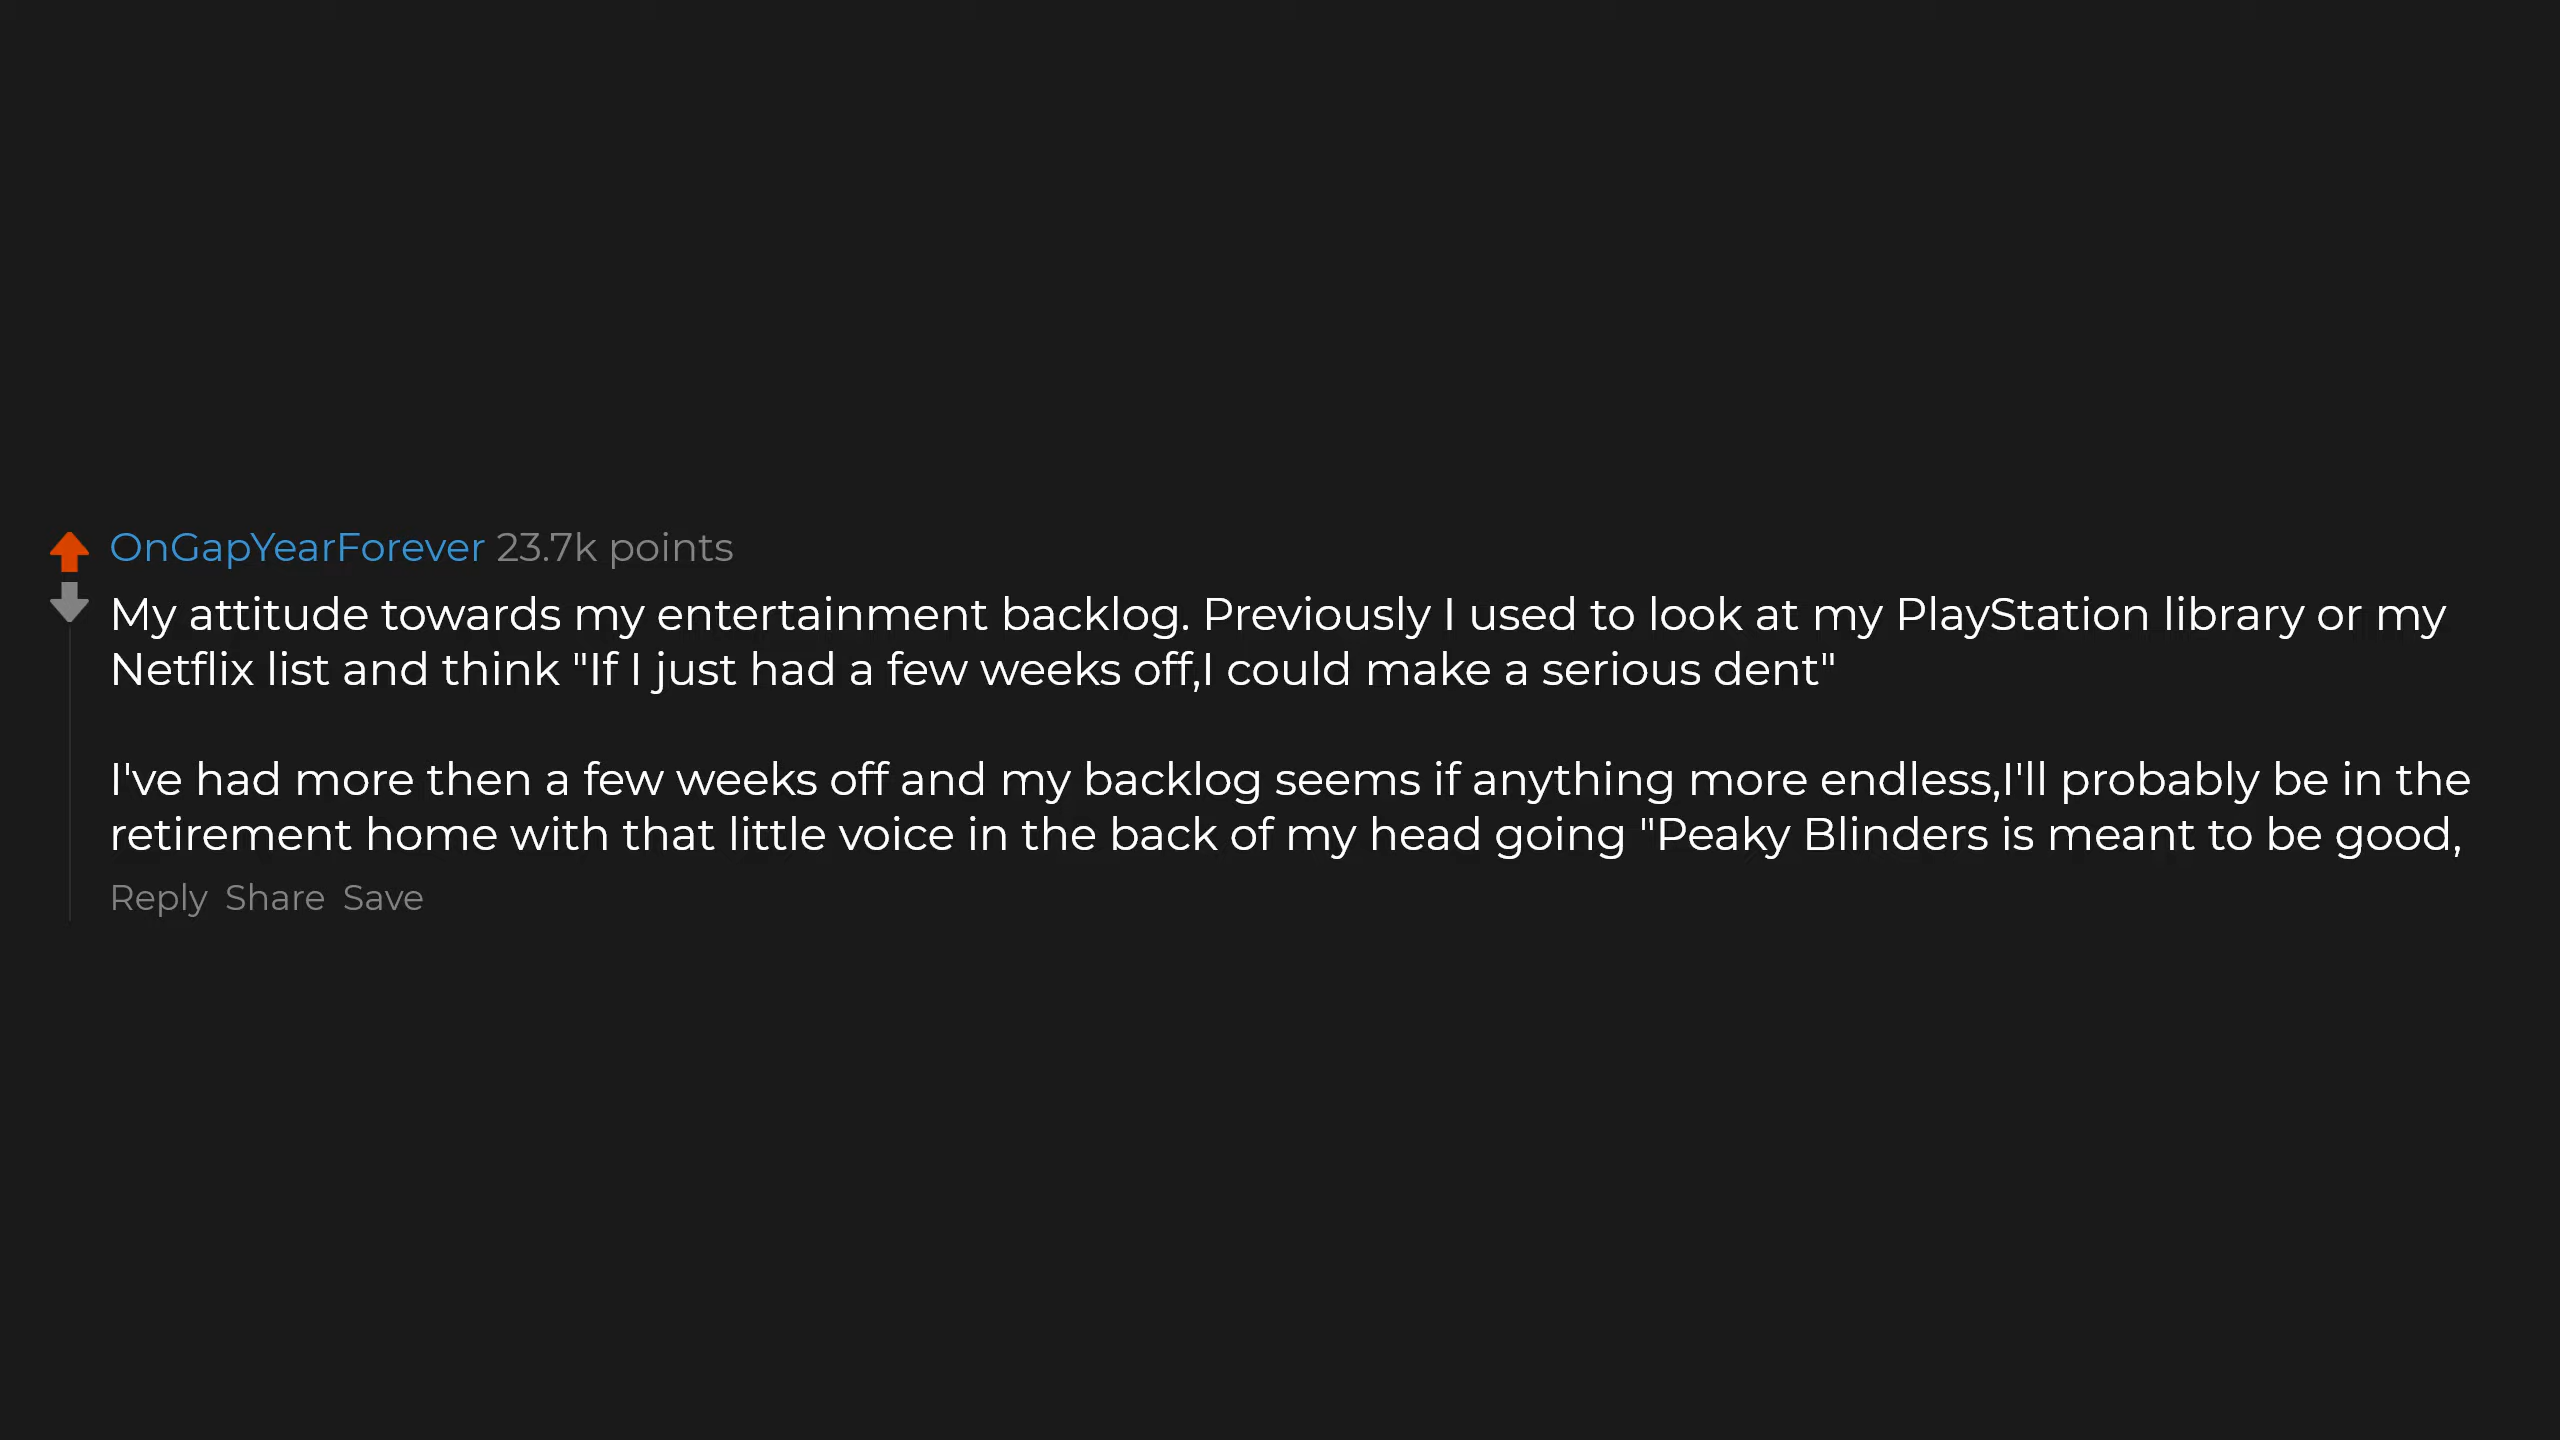 OnGapYearForever 23.7k points
My attitude towards my entertainment backlog. Previously I used to look at my PlayStation library or my
Netflix list and think "If I just had a few weeks off,I could make a serious dent"
I've had more then a few weeks off and my backlog seems if anything more endless,I'll probably be in the
retirement home with that little voice in the back of my head going "Peaky Blinders is meant to be good,
Reply Share Save